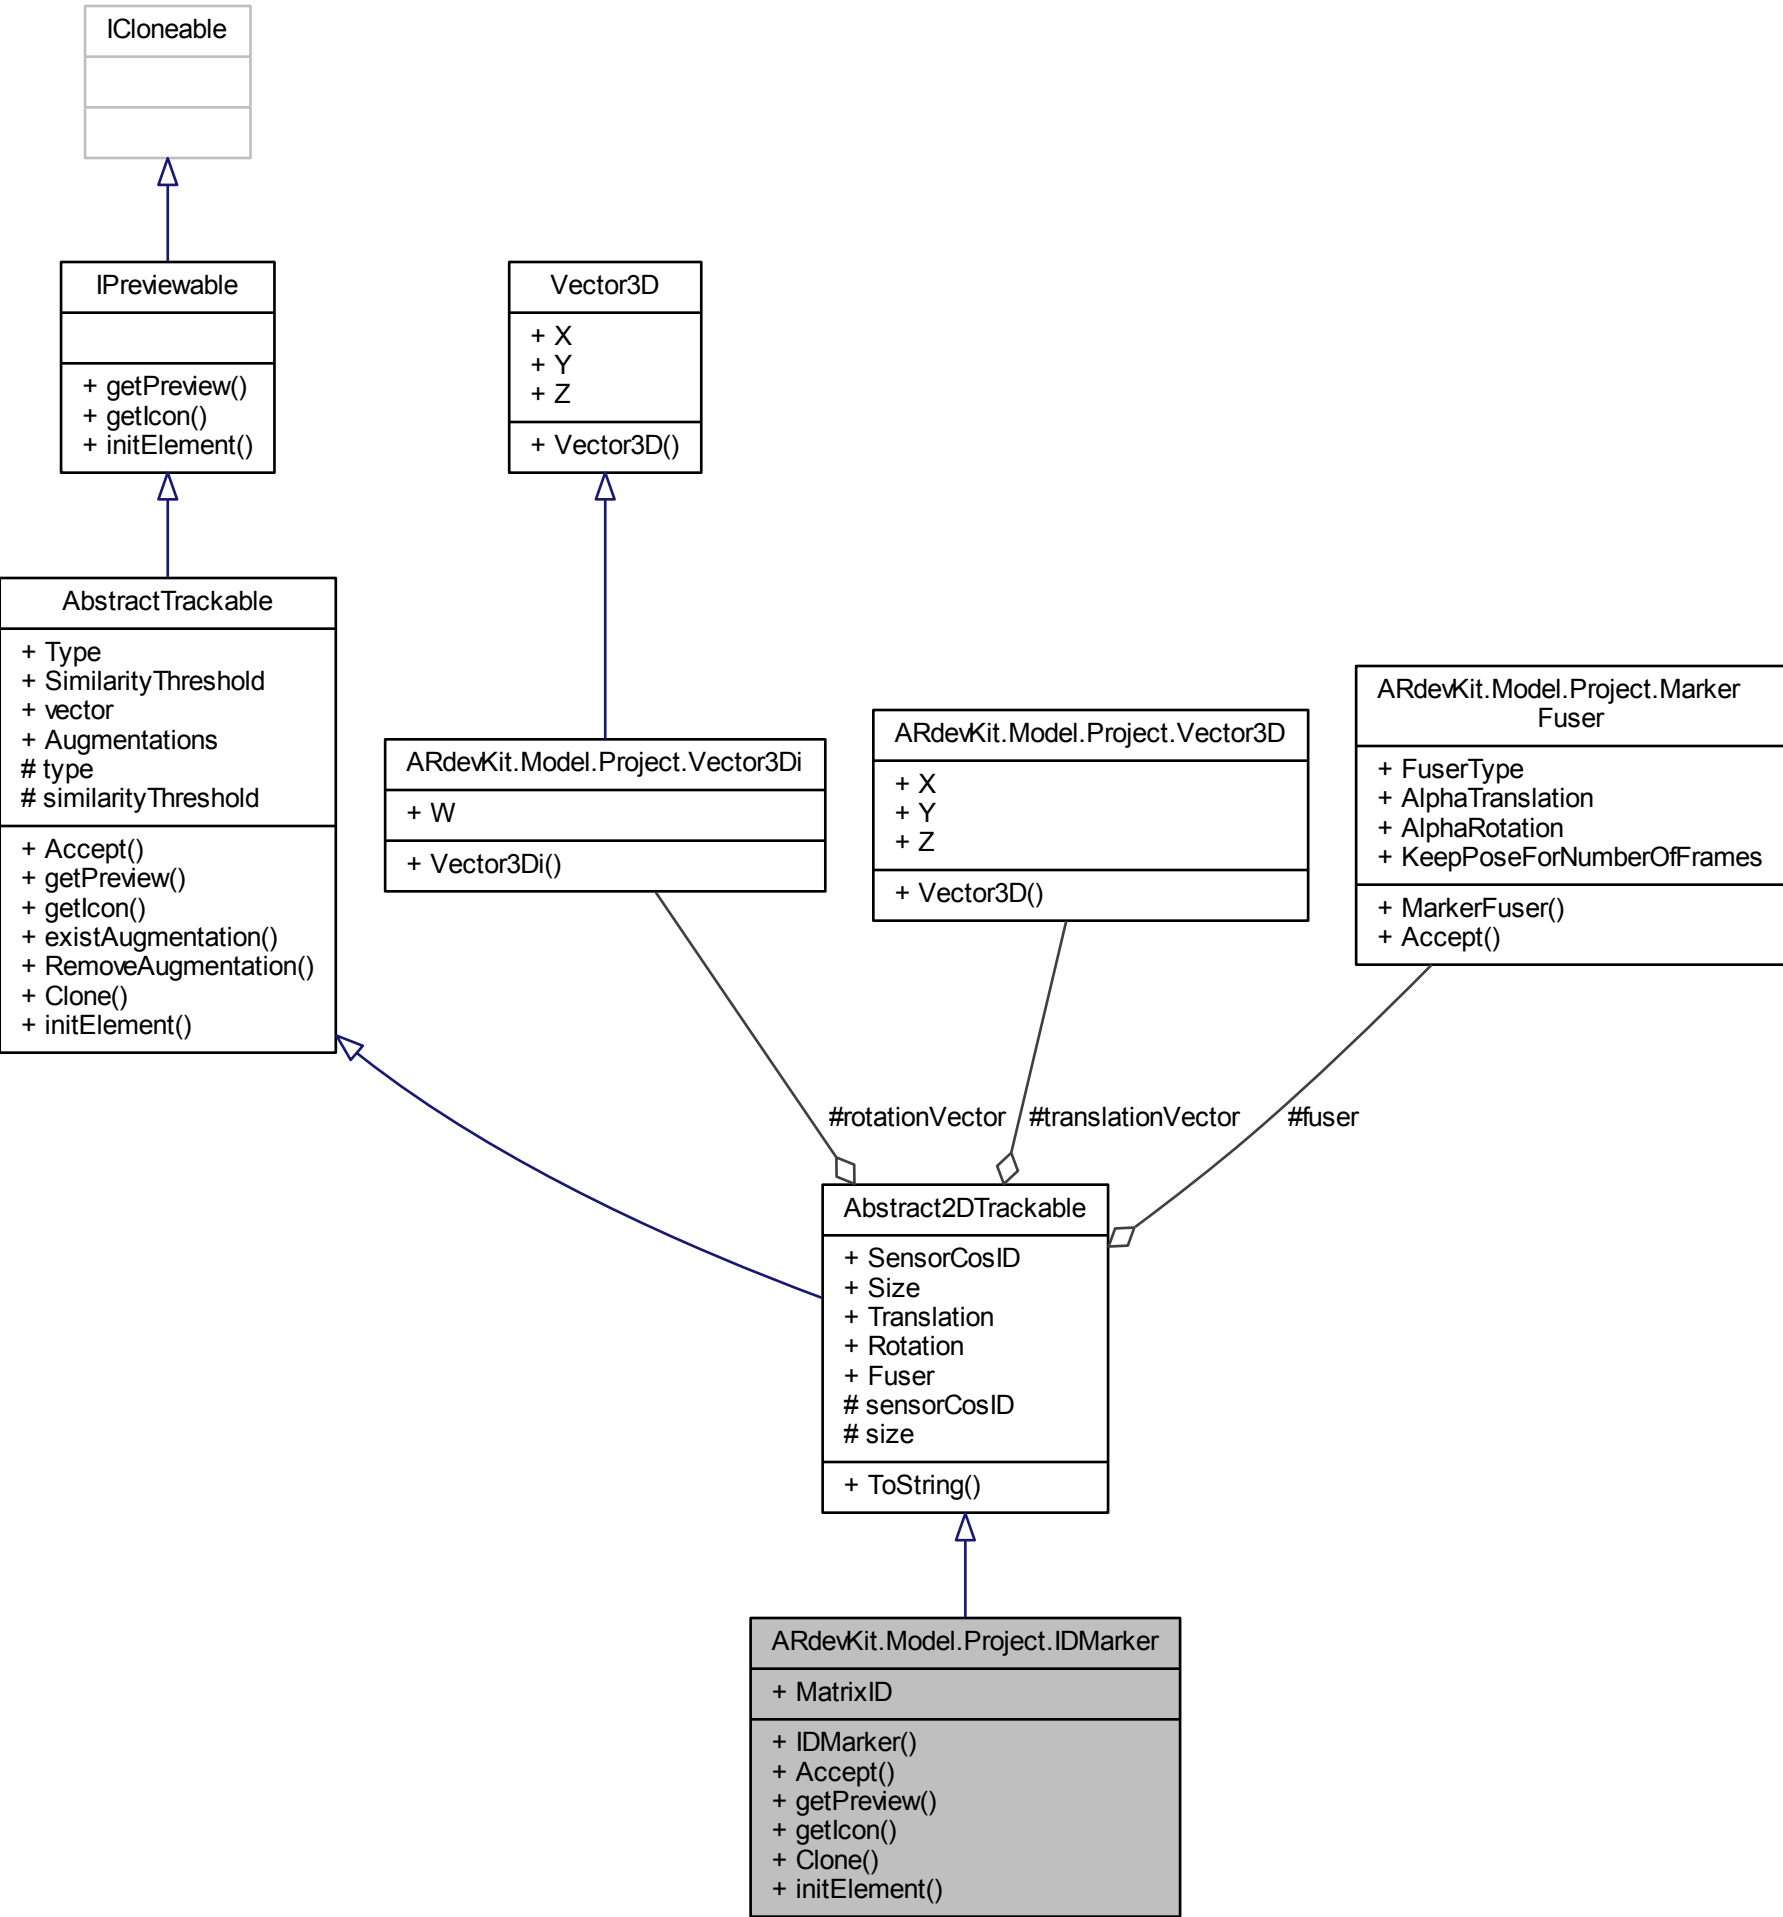 ICloneable
IPreviewable
+ getPreview()
+ getIcon()
+ initElement()
Vector3D
+ X
+ Y
+ Z
+ Vector3D()
AbstractTrackable
+ Type
+ SimilarityThreshold
+ vector
+ Augmentations
# type
# similarityThreshold
+ Accept()
+ getPreview()
+ getIcon()
+ existAugmentation()
+ RemoveAugmentation()
+ Clone()
+ initElement()
ARdevKit.Model.Project.Vector3Di
+ W
+ Vector3Di()
ARdevKit.Model.Project.Vector3D
+ X
+ Y
+ Z
+ Vector3D()
ARdevKit.Model.Project.Marker
Fuser
+ FuserType
+ AlphaTranslation
+ AlphaRotation
+ KeepPoseForNumberOfFrames
+ MarkerFuser()
+ Accept()
#rotationVector
#translationVector
#fuser
Abstract2DTrackable
+ SensorCosID
+ Size
+ Translation
+ Rotation
+ Fuser
# sensorCosID
# size
+ ToString()
ARdevKit.Model.Project.IDMarker
+ MatrixID
+ IDMarker()
+ Accept()
+ getPreview()
+ getIcon()
+ Clone()
+ initElement()